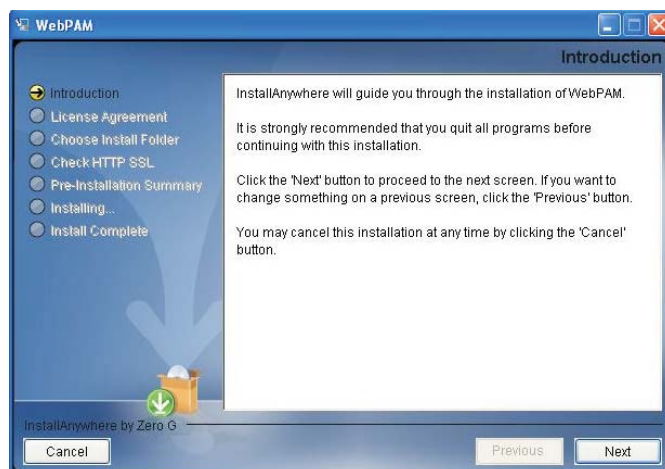 WebPAM
Introduction
Introduction
License Agreement
Choose Install Folder
Check HTTP SSL
Pre-Installation Summary
Installing...
Install Complete
InstallAnywhere will guide you through the installation of WebPAM.
It is strongly recommended that you quit all programs before
continuing with this installation.
Click the 'Next' button to proceed to the next screen. If you want to
change something on a previous screen, click the 'Previous' button.
You may cancel this installation at any time by clicking the 'Cancel'
button.
InstallAnywhere by Zero G
Cancel
Previous
Next